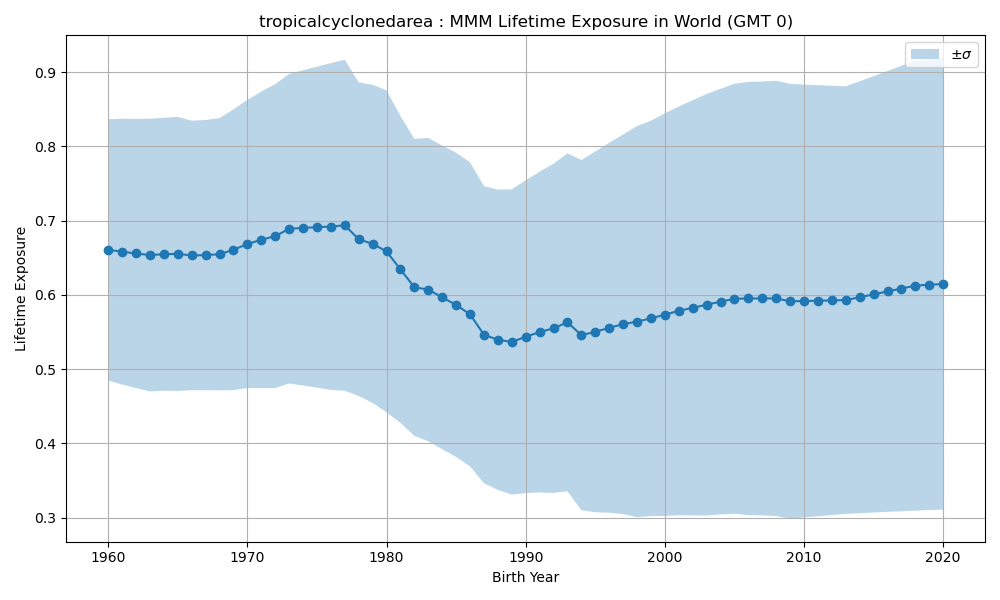 tropicalcyclonedarea : MMM Lifetime Exposure in World (GMT 0)
±σ
Lifetime Exposure
0.9
0.8
0.7
0.6
0.5
0.4
0.3
1960 1970 1980 1990 2000 2010 2020
Birth Year